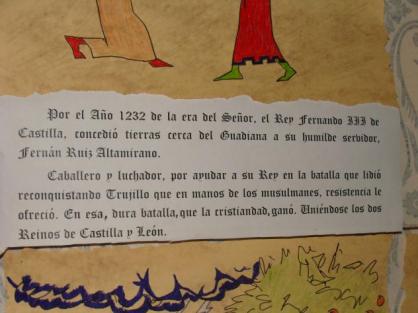 Por el Año 1232 de la era del Señor, el Rey Fernando III de
Castilla, concedió tierras cerca del Guadiana a su humilde serbidor,
Fernán Ruiz Altamirano.
Caballero y luchador, por ayudar a su Rey en la batalla que lidió
reconquistando Trujillo que en manos de los musulmanes, resistencia le
ofreció. En esa, dura batalla,que la cristiandad,ganó. Uniéndose los dos
Reinos de Castilla y León.